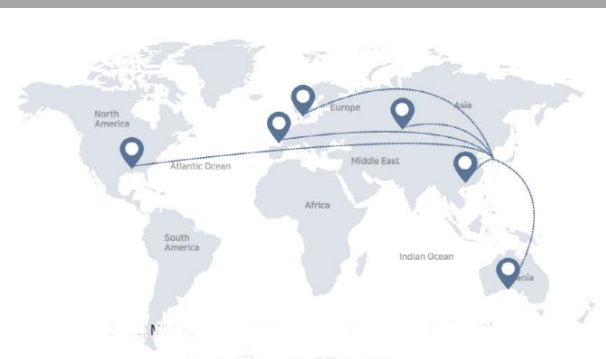 North
America
Europe
Asia
Atlantic Ocean
Middle East
Africa
South
America
Indian Ocean